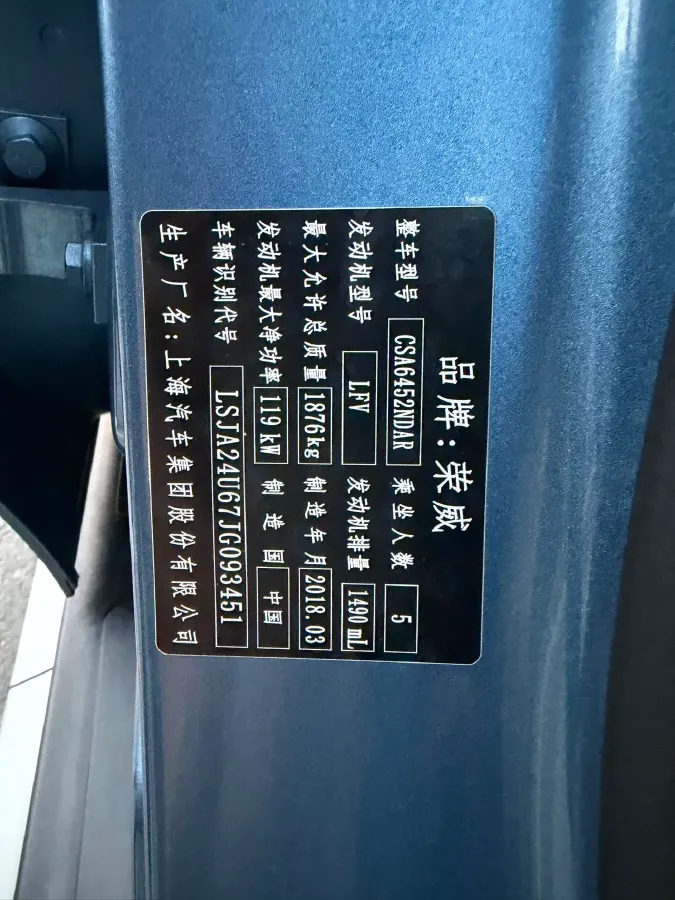 品牌:荣威
整车型号 CSA6452NDAR 乘坐人数 5
发动机型号 LFV 发动机排量 1490 mL
最大允许总质量 1876kg 制造年月 2018.03
发动机最大净功率 119 kW 制造国 中国
车辆识别代号 LSJA24U67JG093451
生产厂名:上海汽车集团股份有限公司